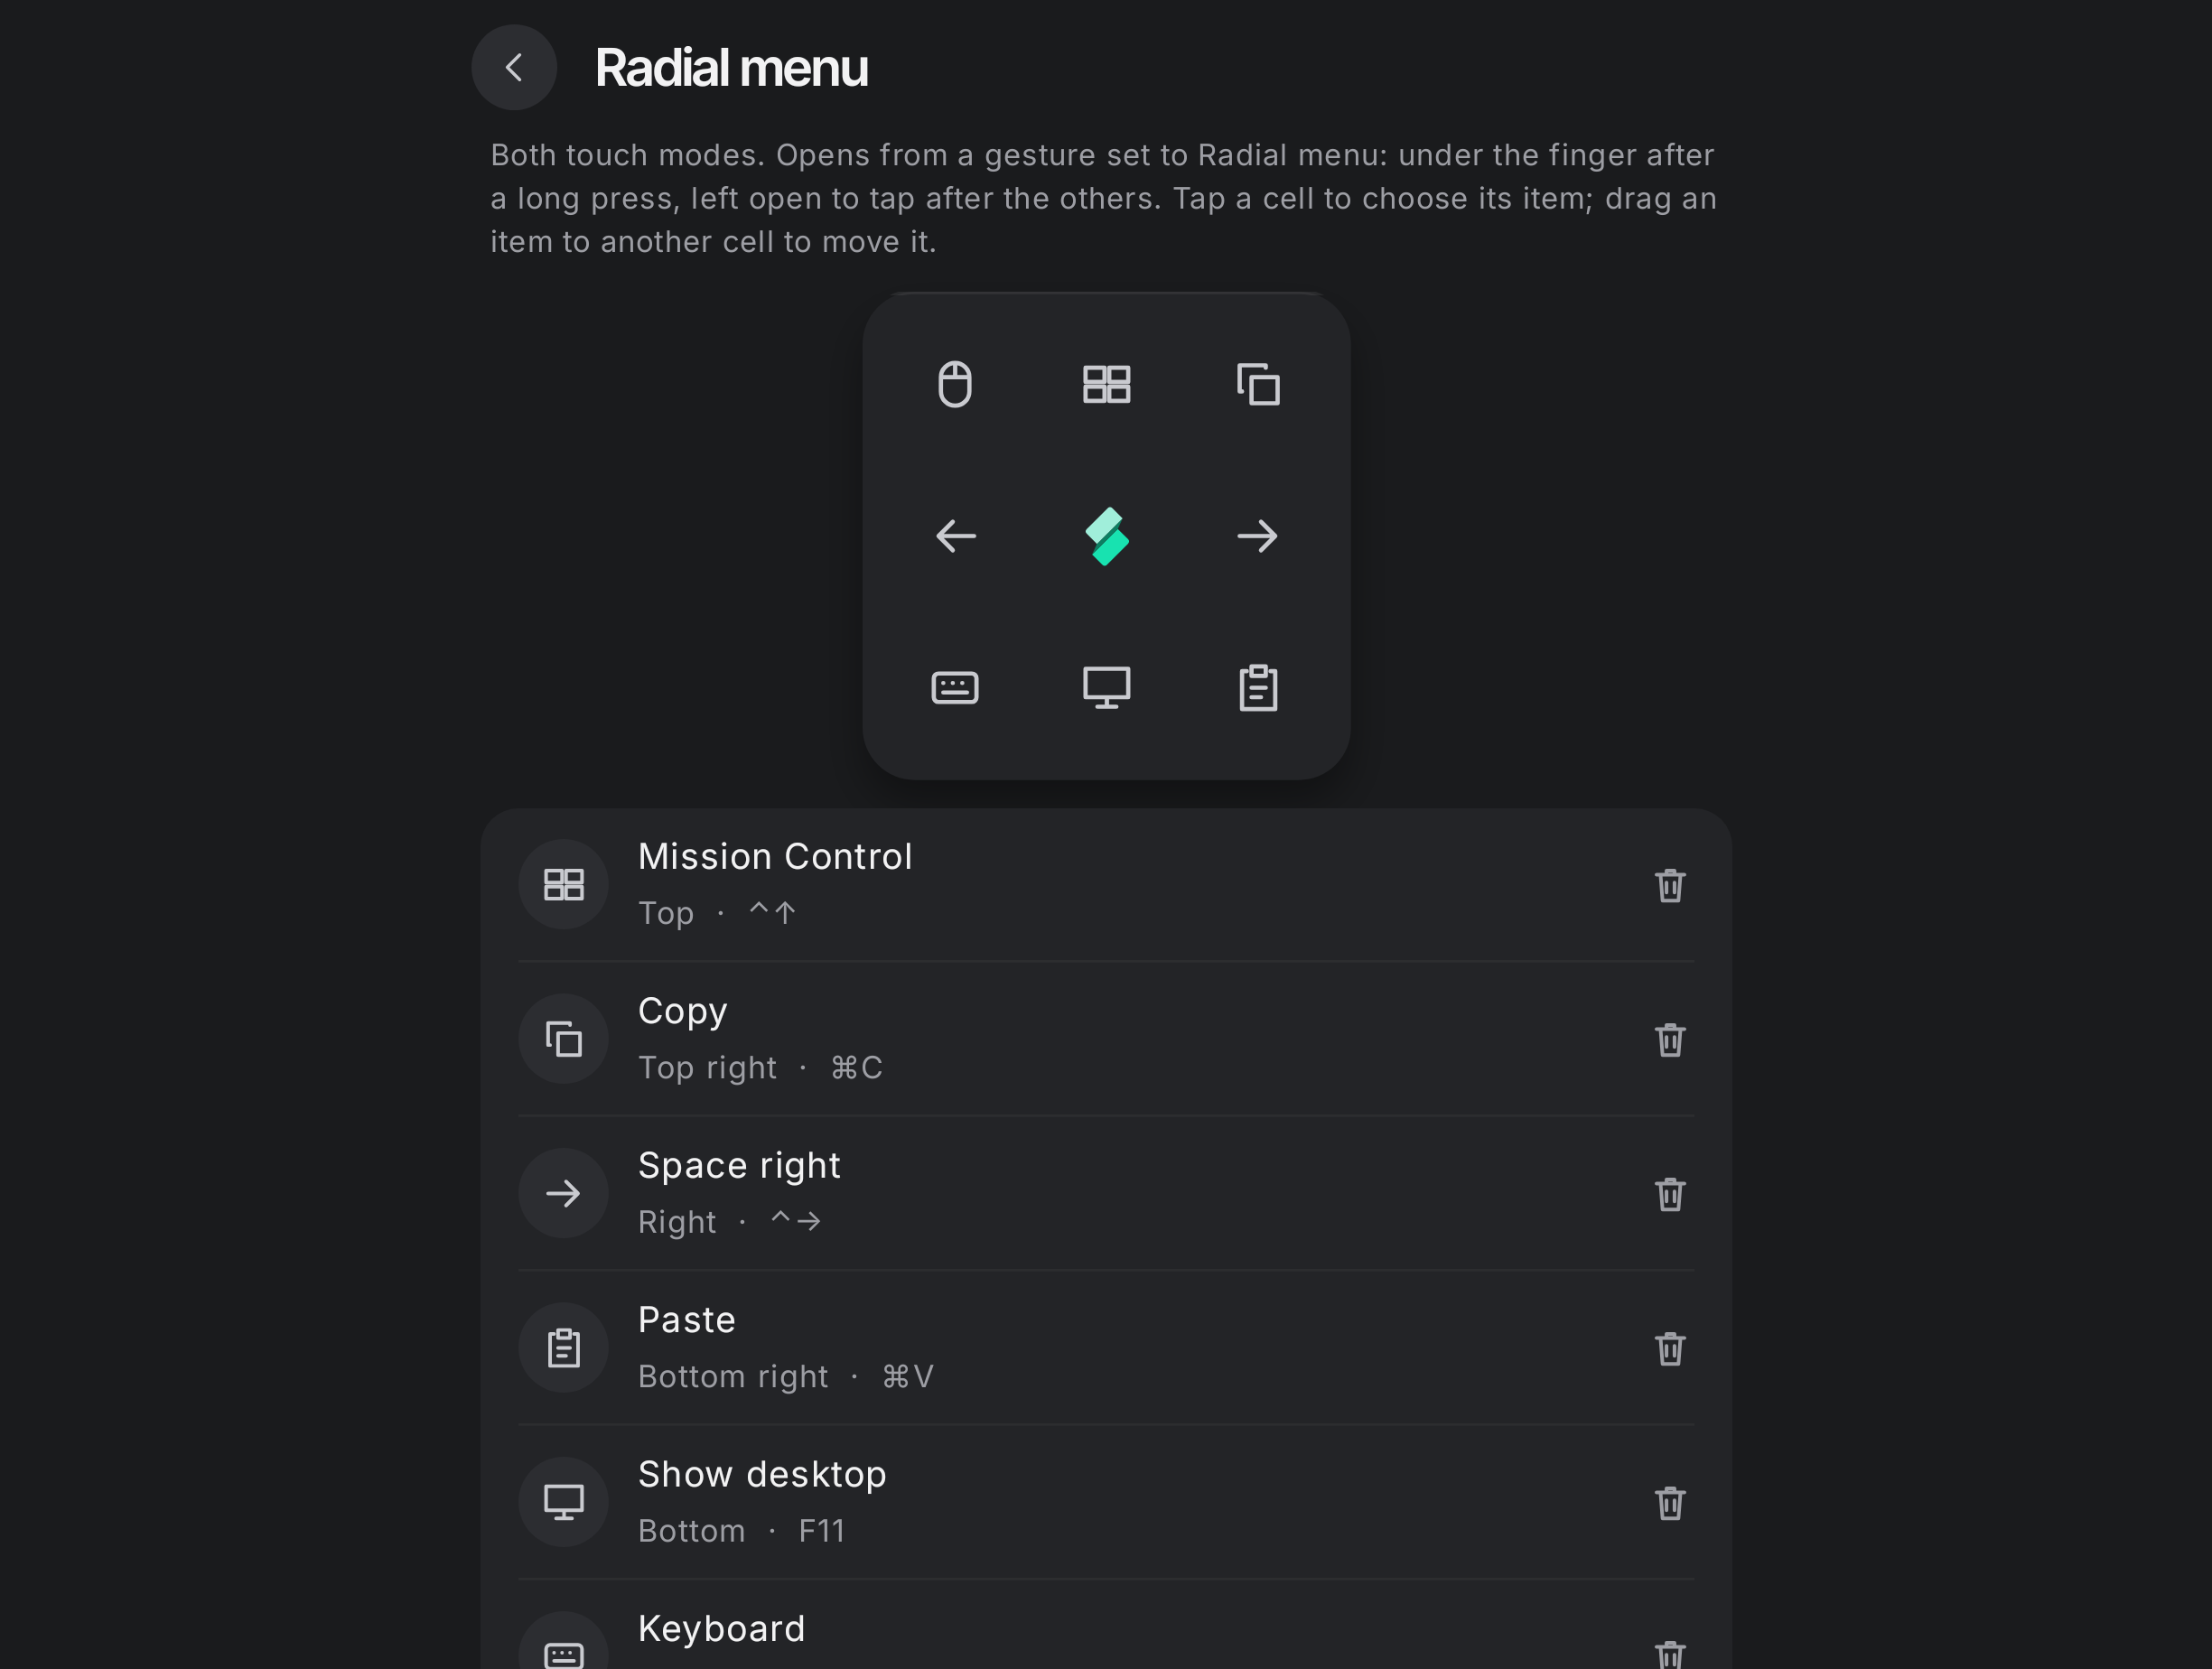 Radial menu
Both touch modes. Opens from a gesture set to Radial menu: under the finger after
a long press, left open to tap after the others. Tap a cell to choose its item; drag an
item to another cell to move it.
Mission Control
Top · ^↑
Copy
Top right · ⌘C
Space right
Right · ^→
Paste
Bottom right · ⌘V
Show desktop
Bottom · F11
Keyboard